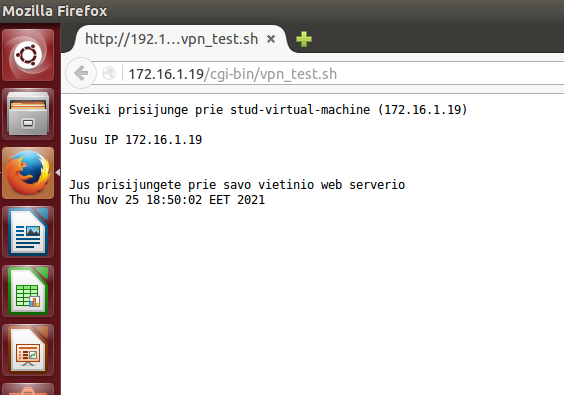 Mozilla Firefox
http://192.1...vpn_test.sh
172.16.1.19/cgi-bin/vpn_test.sh
Sveiki prisijunge prie stud-virtual-machine (172.16.1.19)
Jusu IP 172.16.1.19
Jus prisijungete prie savo vietinio web serverio
Thu Nov 25 18:50:02 EET 2021